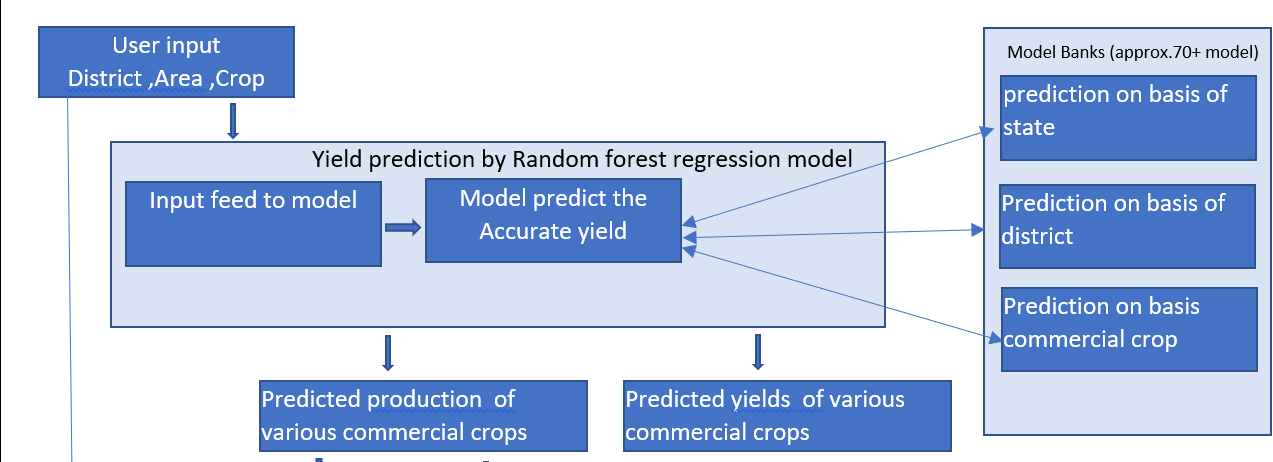 User input
District ,Area ,Crop
Model Banks (approx.70+ model)
prediction on basis of
state
Yield prediction by Random forest regression model
Input feed to model
Model predict the
Accurate yield
Prediction on basis of
district
Prediction on basis
commercial crop
Predicted production of
various commercial crops
Predicted yields of various
commercial crops